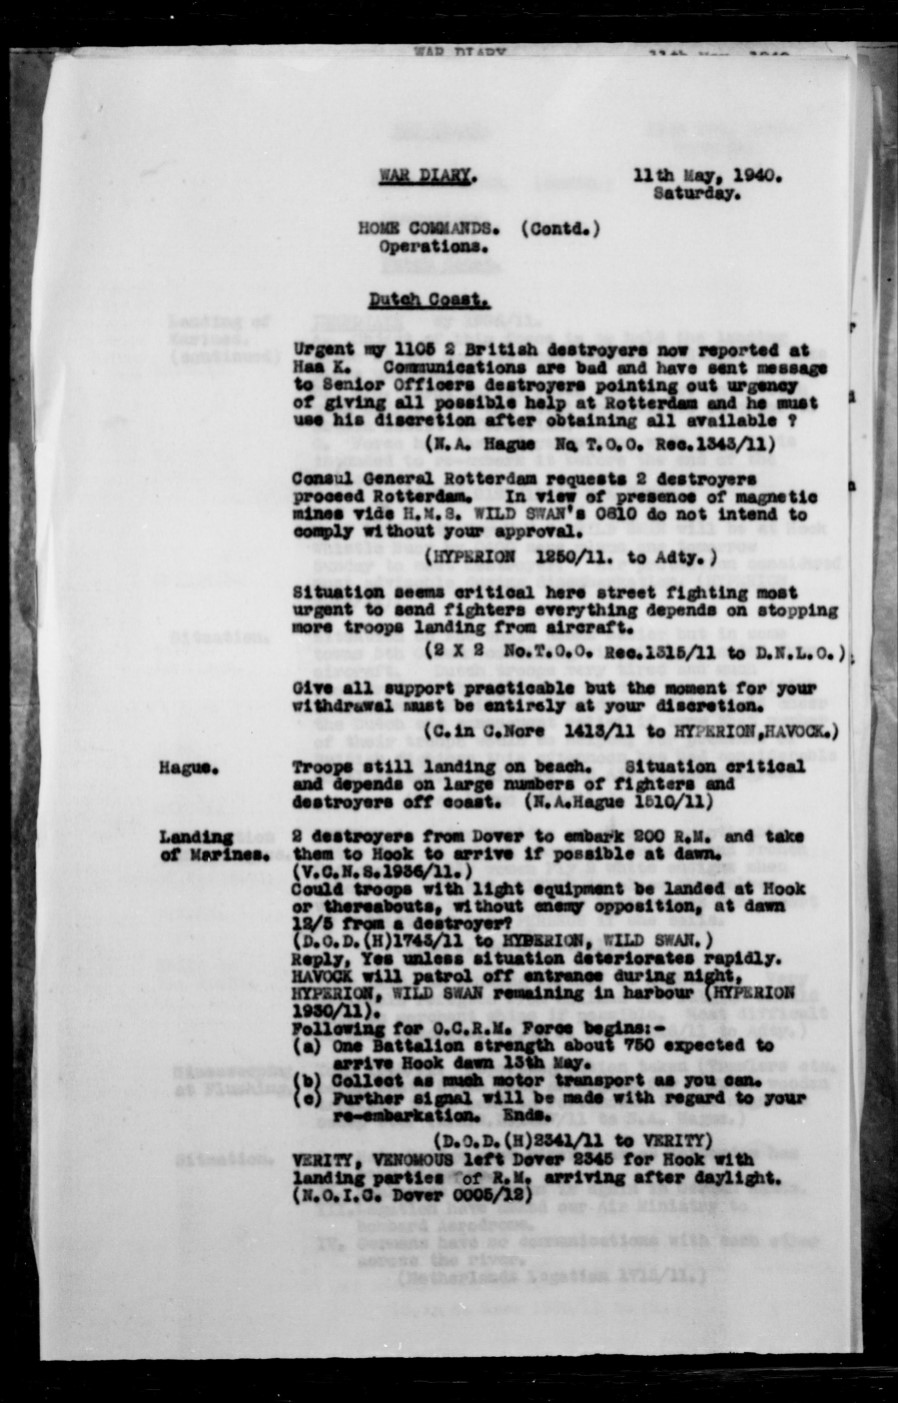 WAR DIARY. 11th May, 1940.
Saturday.
HOME COMMANDS. (Contd.)
Operations.
Dutch Coast.
Urgent my 1105 2 British destroyers now reported at
Haa K. Communications are bad and have sent message
to Senior Officers destroyers pointing out urgency
of giving all possible help at Rotterdam and he must
use his discretion after obtaining all available ?
(N.A. Hague No. T.O.O. Rec.1343/11)
Consul General Rotterdam requests 2 destroyers
proceed Rotterdam. In view of presence of magnetic
mines vide H.M.S. WILD SWAN's 0810 do not intend to
comply without your approval.
(HYPERION 1250/11. to Adty.)
Situation seems critical here street fighting most
urgent to send fighters everything depends on stopping
more troops landing from aircraft.
(2 X 2 No.T.O.O. Rec.1315/11 to D.N.L.O.)
Give all support practicable but the moment for your
withdrawal must be entirely at your discretion.
(C.in C.Nore 1413/11 to HYPERION,HAVOCK.)
Hague. Troops still landing on beach. Situation critical
and depends on large numbers of fighters and
destroyers off coast. (N.A.Hague 1510/11)
Landing 2 destroyers from Dover to embark 200 R.M. and take
of Marines. them to Hook to arrive if possible at dawn.
(V.C.N.S.1936/11.)
Could troops with light equipment be landed at Hook
or thereabouts, without enemy opposition, at dawn
12/5 from a destroyer?
(D.O.D.(H)1743/11 to HYPERION, WILD SWAN.)
Reply, Yes unless situation deteriorates rapidly.
HAVOCK will patrol off entrance during night,
HYPERION, WILD SWAN remaining in harbour (HYPERION
1930/11).
Following for O.C.R.M. Force begins:-
(a) One Battalion strength about 750 expected to
arrive Hook dawn 13th May.
(b) Collect as much motor transport as you can.
(c) Further signal will be made with regard to your
re-embarkation. Ends.
(D.O.D.(H)2341/11 to VERITY)
VERITY, VENOMOUS left Dover 2345 for Hook with
landing parties of R.M. arriving after daylight.
(N.O.I.C. Dover 0005/12)